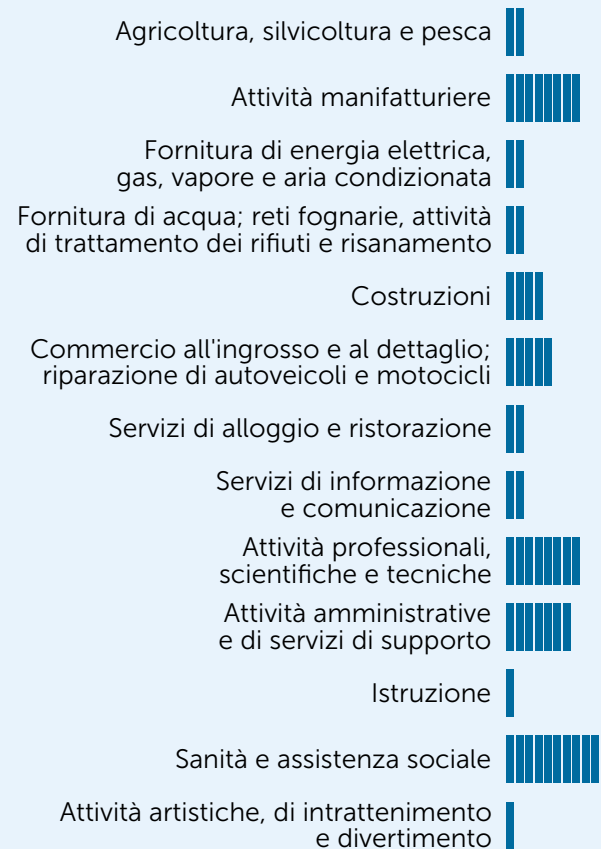 Agricoltura, silvicoltura e pesca
Attività manifatturiere
Fornitura di energia elettrica,
gas, vapore e aria condizionata
Fornitura di acqua; reti fognarie, attività
di trattamento dei rifiuti e risanamento
Costruzioni
Commercio all'ingrosso e al dettaglio;
riparazione di autoveicoli e motocicli
Servizi di alloggio e ristorazione
Servizi di informazione
e comunicazione
Attività professionali,
scientifiche e tecniche
Attività amministrative
e di servizi di supporto
Istruzione
Sanità e assistenza sociale
Attività artistiche, di intrattenimento
e divertimento